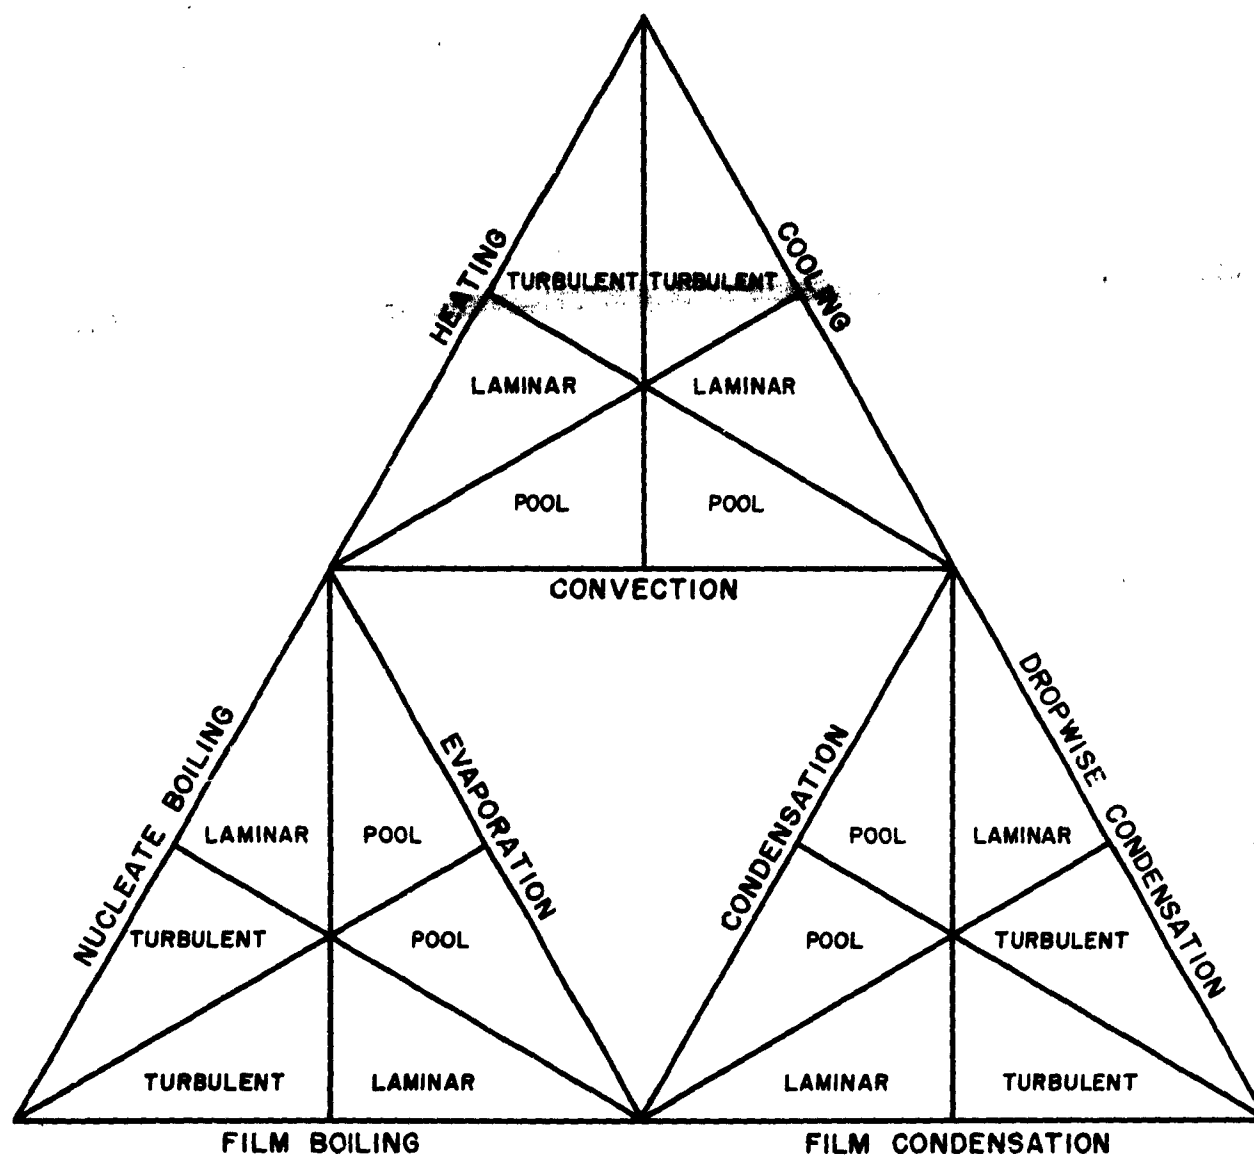 HEATING
COOLING
TURBULENT TURBULENT
LAMINAR LAMINAR
POOL POOL
CONVECTION
NUCLEATE BOILING
EVAPORATION
CONDENSATION
DROPWISE CONDENSATION
LAMINAR POOL POOL LAMINAR
TURBULENT POOL POOL TURBULENT
TURBULENT LAMINAR LAMINAR TURBULENT
FILM BOILING FILM CONDENSATION